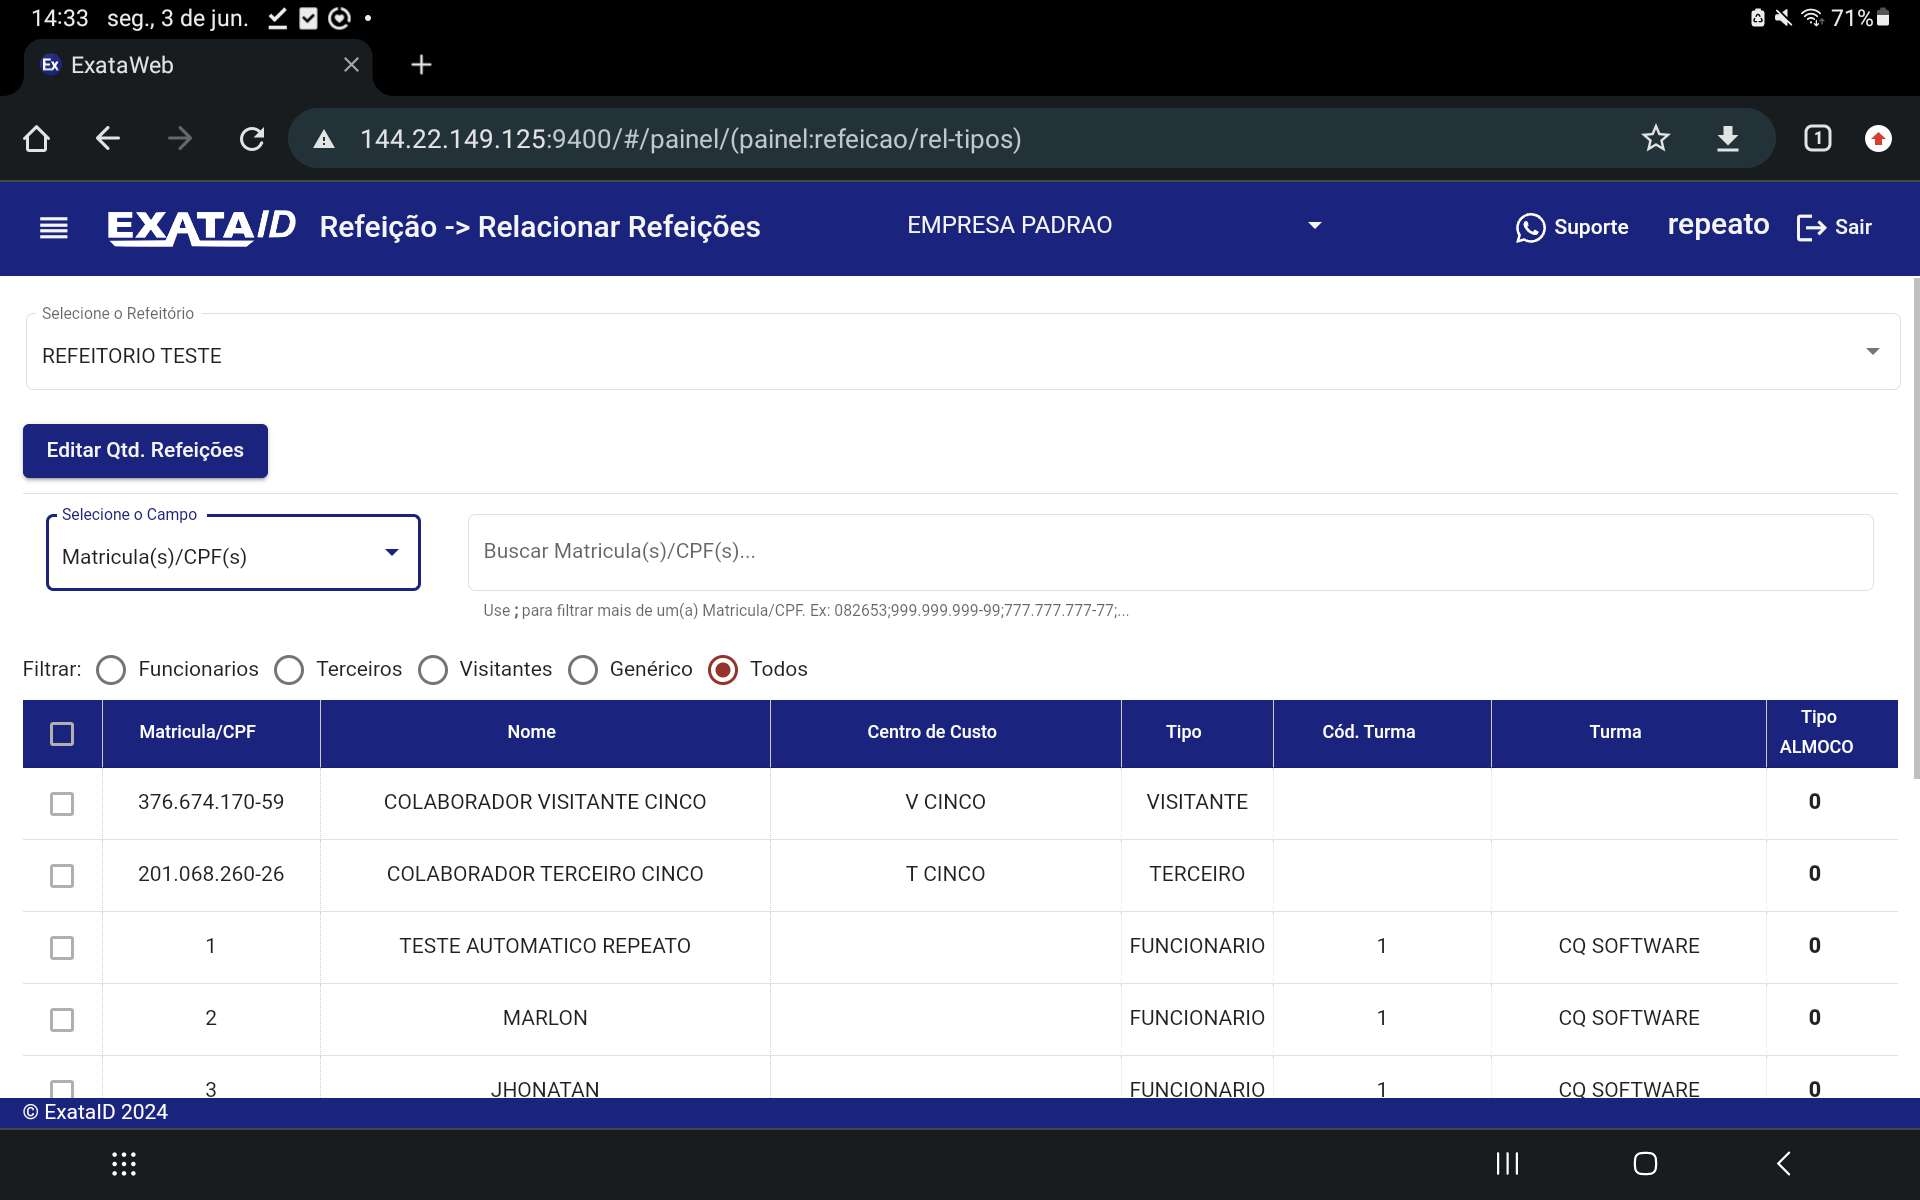 14:33 seg., 3 de jun. 71%
Ex ExataWeb
144.22.149.125:9400/#/painel/(painel:refeicao/rel-tipos) 1
EXATAID Refeição -> Relacionar Refeições EMPRESA PADRAO Suporte repeato Sair
Selecione o Refeitório
REFEITORIO TESTE
Editar Qtd. Refeições
Selecione o Campo
Matricula(s)/CPF(s) Buscar Matricula(s)/CPF(s)...
Use ; para filtrar mais de um(a) Matricula/CPF. Ex: 082653;999.999.999-99;777.777.777-77;...
Filtrar: Funcionarios Terceiros Visitantes Genérico Todos
Matricula/CPF Nome Centro de Custo Tipo Cód. Turma Turma Tipo ALMOCO
376.674.170-59 COLABORADOR VISITANTE CINCO V CINCO VISITANTE 0
201.068.260-26 COLABORADOR TERCEIRO CINCO T CINCO TERCEIRO 0
1 TESTE AUTOMATICO REPEATO FUNCIONARIO 1 CQ SOFTWARE 0
2 MARLON FUNCIONARIO 1 CQ SOFTWARE 0
3 JHONATAN FUNCIONARIO 1 CQ SOFTWARE 0
© ExataID 2024